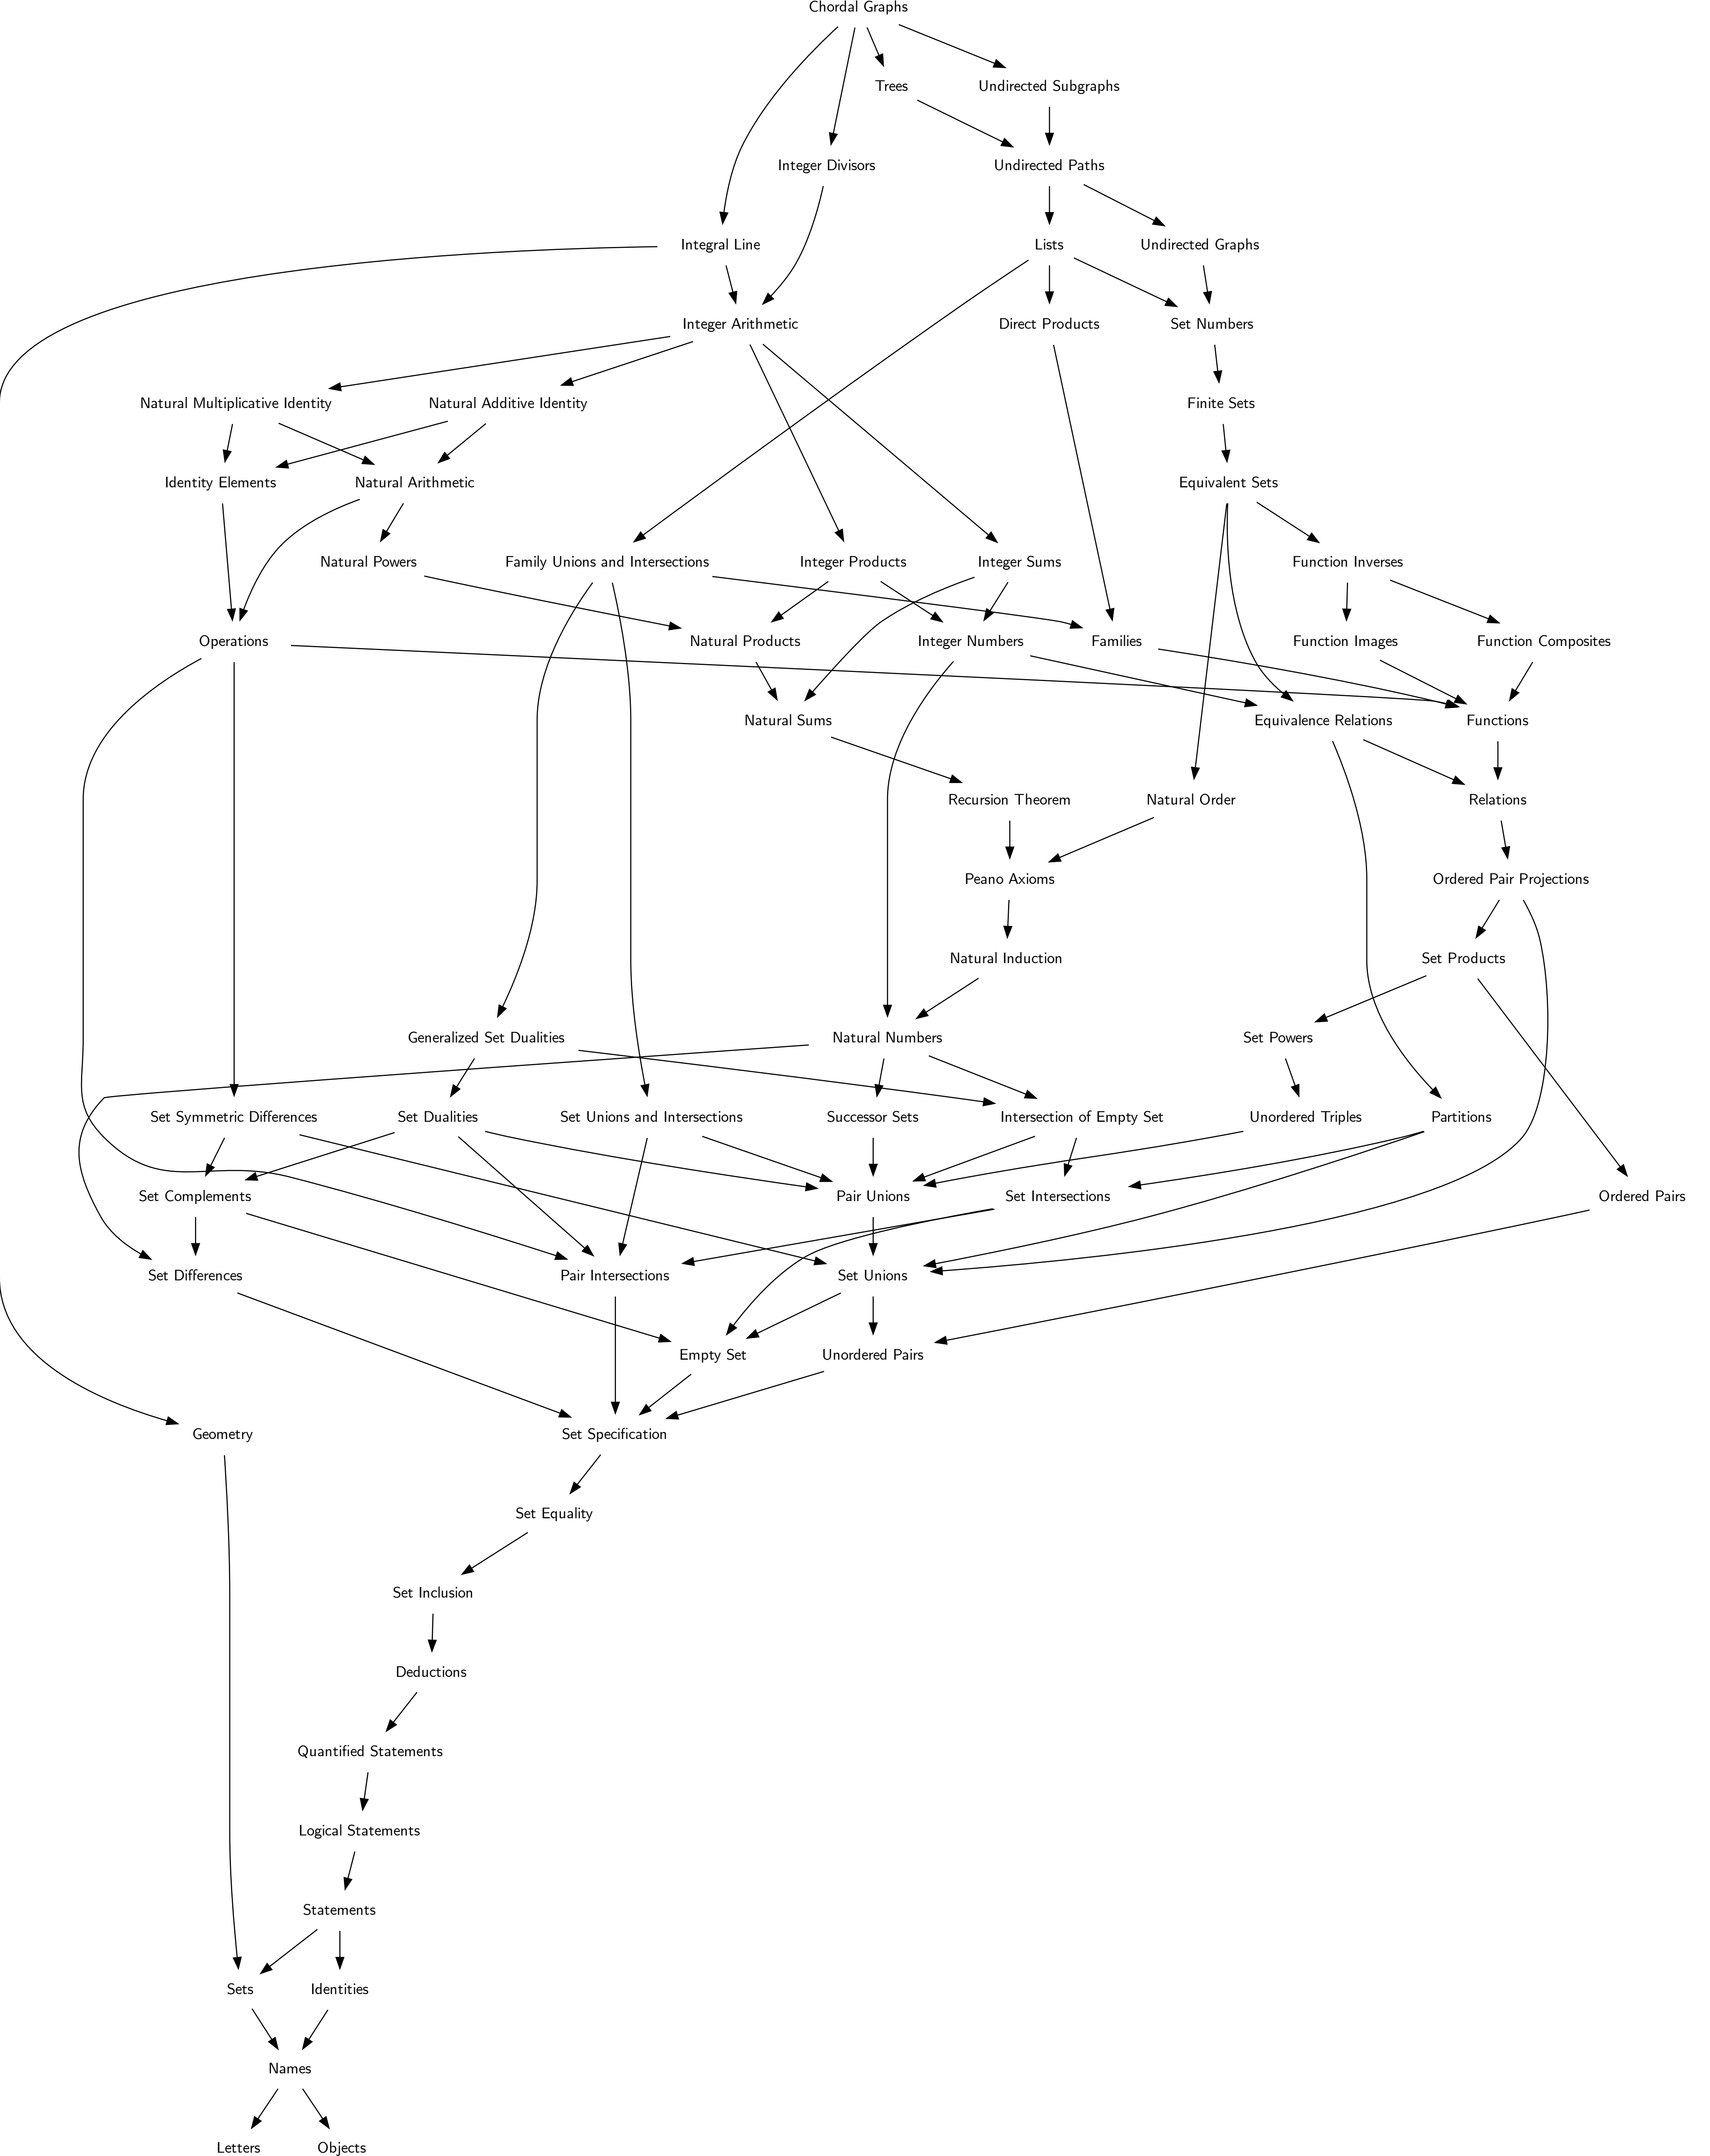 Chordal Graphs
Trees
Undirected Subgraphs
Integer Divisors
Undirected Paths
Integral Line
Lists
Undirected Graphs
Integer Arithmetic
Direct Products
Set Numbers
Natural Multiplicative Identity
Natural Additive Identity
Finite Sets
Identity Elements
Natural Arithmetic
Equivalent Sets
Natural Powers
Family Unions and Intersections
Integer Products
Integer Sums
Function Inverses
Operations
Natural Products
Integer Numbers
Families
Function Images
Function Composites
Natural Sums
Equivalence Relations
Functions
Recursion Theorem
Natural Order
Relations
Peano Axioms
Ordered Pair Projections
Natural Induction
Set Products
Generalized Set Dualities
Natural Numbers
Set Powers
Set Symmetric Differences
Set Dualities
Set Unions and Intersections
Successor Sets
Intersection of Empty Set
Unordered Triples
Partitions
Set Complements
Pair Unions
Set Intersections
Ordered Pairs
Set Differences
Pair Intersections
Set Unions
Empty Set
Unordered Pairs
Geometry
Set Specification
Set Equality
Set Inclusion
Deductions
Quantified Statements
Logical Statements
Statements
Sets
Identities
Names
Letters
Objects